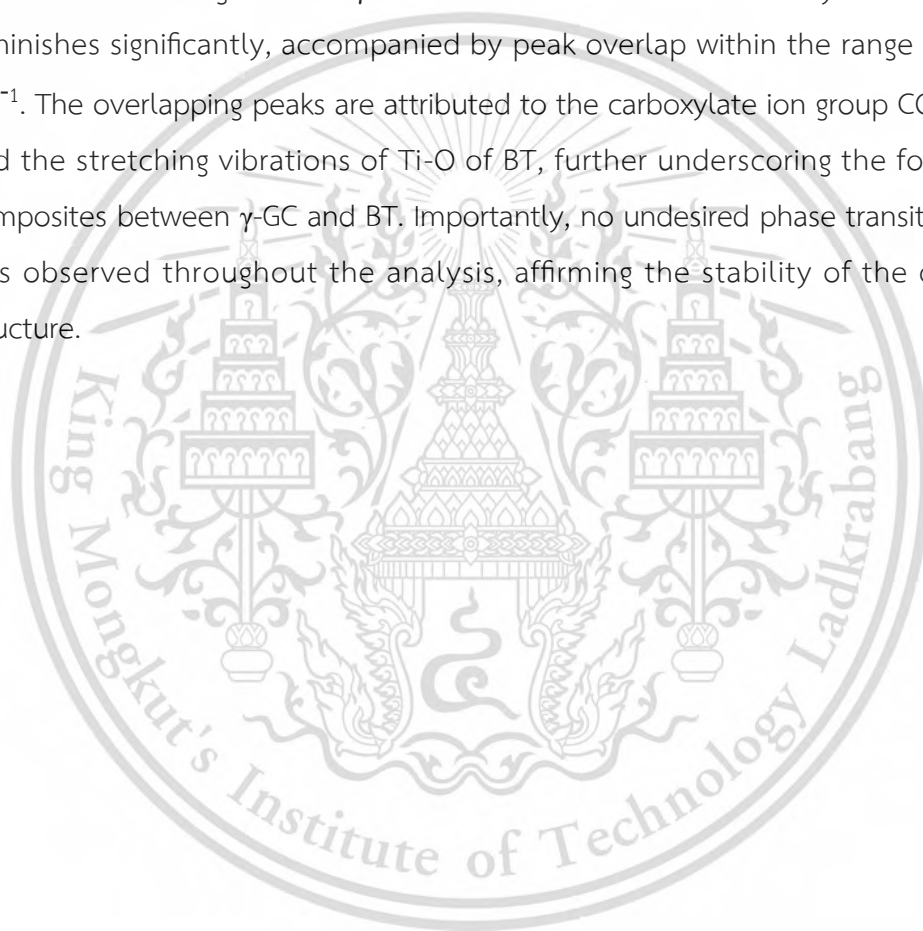 minishes significantly, accompanied by peak overlap within the range
-1. The overlapping peaks are attributed to the carboxylate ion group
d the stretching vibrations of Ti-O of BT, further underscoring the
mposites between γ-GC and BT. Importantly, no undesired phase
s observed throughout the analysis, affirming the stability of the
ucture.
King Mongkut's Institute of Technology Ladkrabang